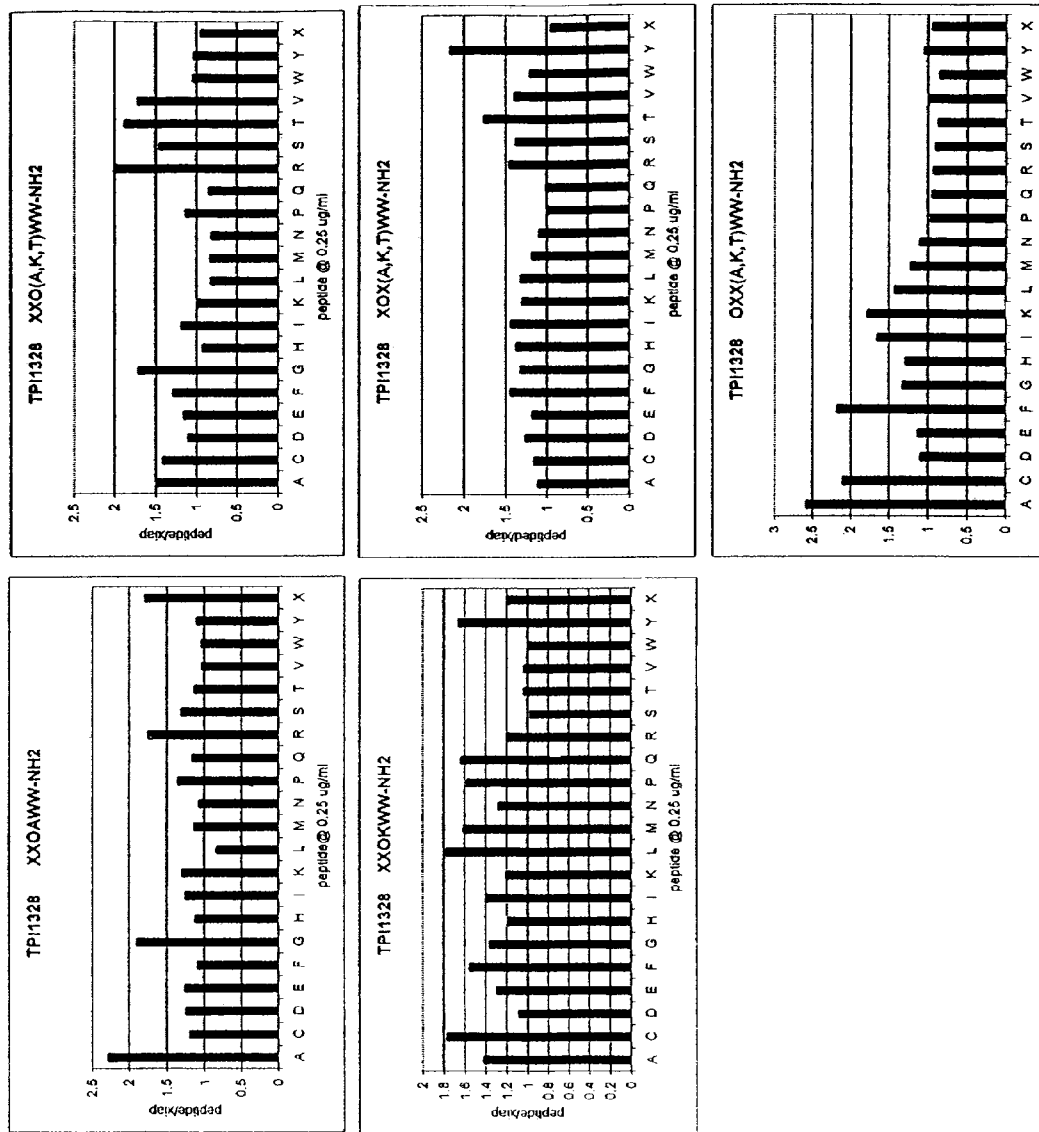 TPI1328 XXOAWW-NH2
2.5
2
1.5
1
0.5
0
peptide/xiap
A C D E F G H I K L M N P Q R S T V W Y X
peptide@ 0.25 ug/ml
TPI1328 XXO(A,K,T)WW-NH2
2.5
2
1.5
1
0.5
0
peptide/xiap
A C D E F G H I K L M N P Q R S T V W Y X
peptide @ 0.25 ug/ml
TPI1328 XXOKWW-NH2
2
1.8
1.6
1.4
1.2
1
0.8
0.6
0.4
0.2
0
peptide/xiap
A C D E F G H I K L M N P Q R S T V W Y X
peptide @ 0.25 ug/ml
TPI1328 XOX(A,K,T)WW-NH2
2.5
2
1.5
1
0.5
0
peptide/xiap
A C D E F G H I K L M N P Q R S T V W Y X
peptide @ 0.25 ug/ml
TPI1328 OXX(A,K,T)WW-NH2
3
2.5
2
1.5
1
0.5
0
A C D E F G H I K L M N P Q R S T V W Y X